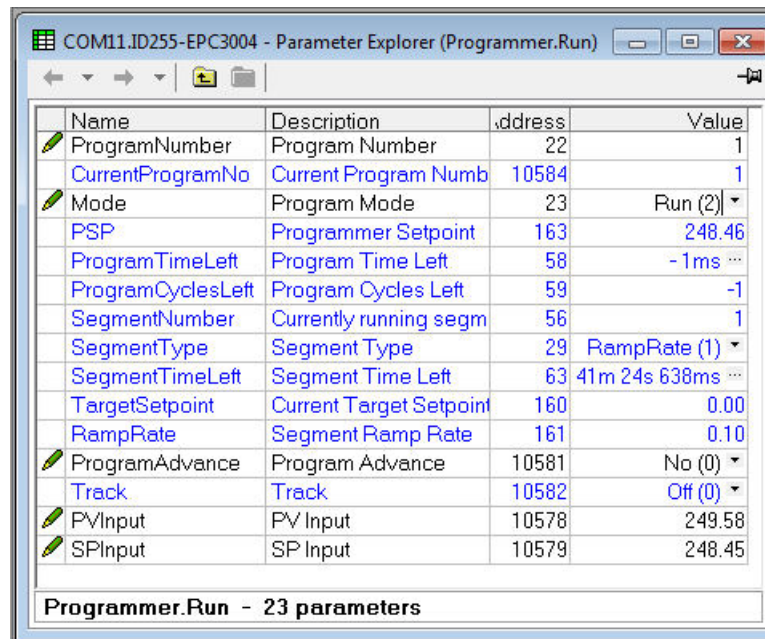 COM11.ID255-EPC3004 - Parameter Explorer (Programmer.Run)
Name Description Address Value
ProgramNumber Program Number 22 1
CurrentProgramNo Current Program Numb 10584 1
Mode Program Mode 23 Run (2)
PSP Programmer Setpoint 163 248.46
ProgramTimeLeft Program Time Left 58 -1ms ...
ProgramCyclesLeft Program Cycles Left 59 -1
SegmentNumber Currently running segm 56 1
SegmentType Segment Type 29 RampRate (1)
SegmentTimeLeft Segment Time Left 63 41m 24s 638ms ...
TargetSetpoint Current Target Setpoint 160 0.00
RampRate Segment Ramp Rate 161 0.10
ProgramAdvance Program Advance 10581 No (0)
Track Track 10582 Off (0)
PVInput PV Input 10578 249.58
SPInput SP Input 10579 248.45
Programmer.Run - 23 parameters